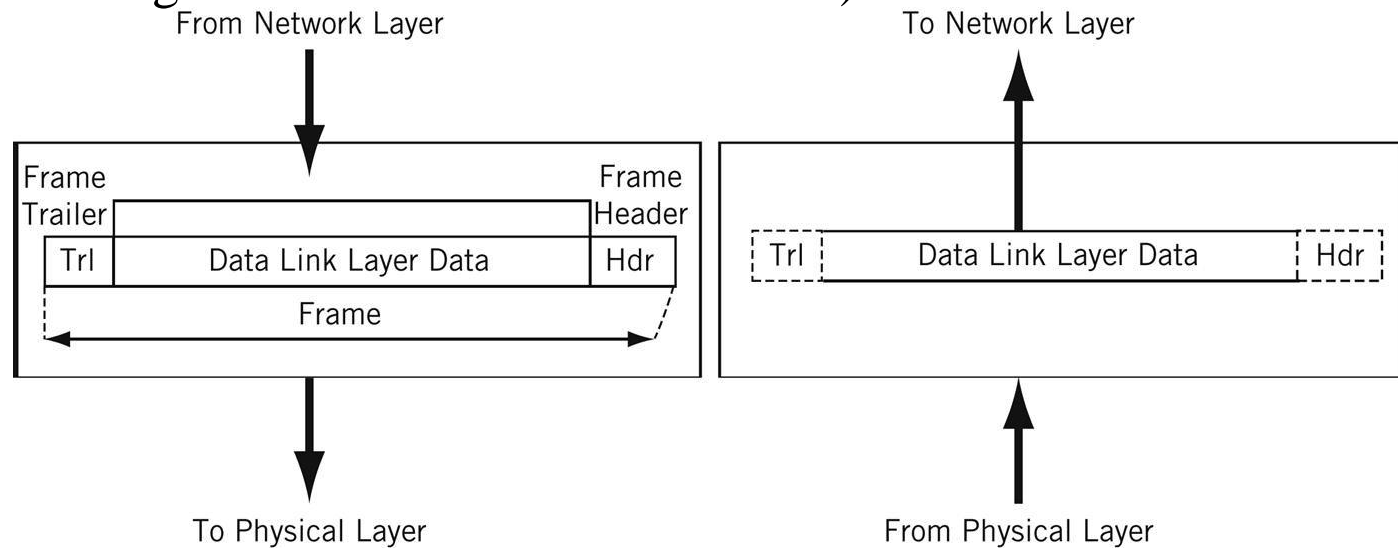 From Network Layer
To Network Layer
Frame
Trailer
Frame
Header
Trl
Data Link Layer Data
Hdr
Frame
To Physical Layer
Trl
Data Link Layer Data
Hdr
From Physical Layer